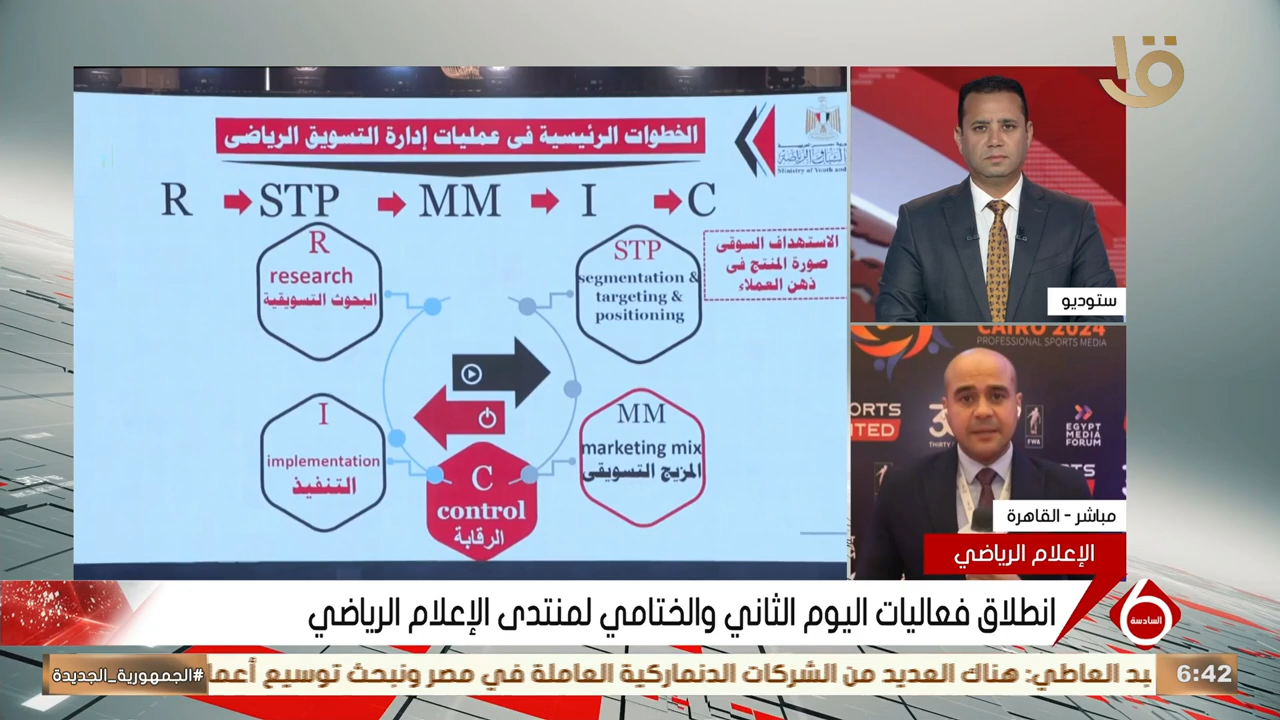 الخطوات الرئيسية فى عمليات إدارة التسويق الرياضى
Ministry of Youth and
R STP MM I C
R
research
البحوث التسويقية
STP
segmentation &
targeting &
positioning
الاستهداف السوقى
صورة المنتج فى
ذهن العملاء
I
implementation
التنفيذ
C
control
الرقابة
MM
marketing mix
المزيج التسويقى
ستوديو
CAIRO 2024
PROFESSIONAL SPORTS MEDIA
FWA
EGYPT
MEDIA
FORUM
مباشر - القاهرة
الإعلام الرياضي
السادسة
انطلاق فعاليات اليوم الثاني والختامي لمنتدى الإعلام الرياضي
6:42
يد العاطي: هناك العديد من الشركات الدنماركية العاملة في مصر ونبحث توسيع أعما
#الجمهورية_الجديدة